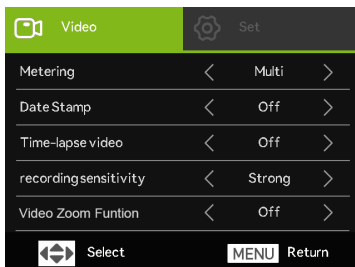 Video Set
Metering Multi
Date Stamp Off
Time-lapse video Off
recording sensitivity Strong
Video Zoom Funtion Off
Select MENU Return